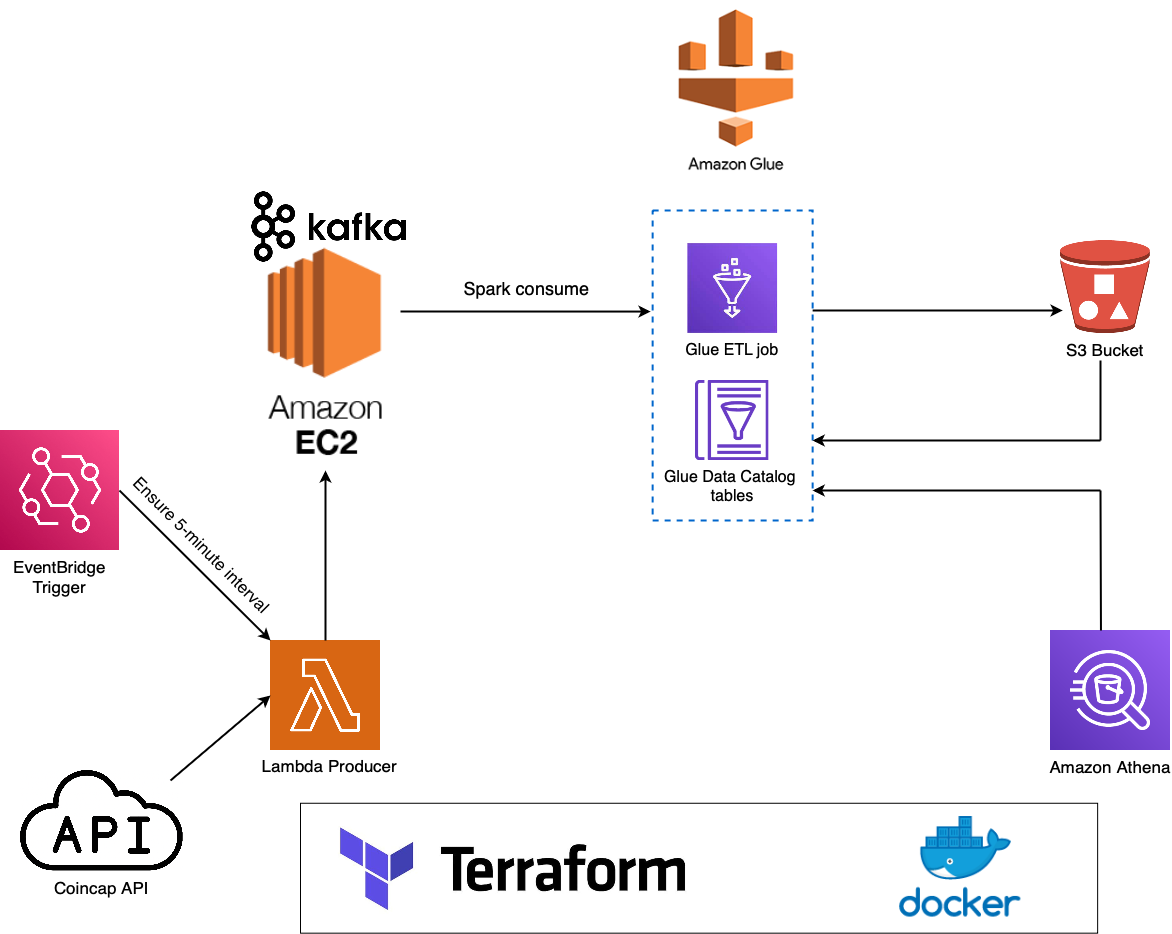 Amazon Glue
kafka
Spark consume
Glue ETL job
S3 Bucket
Amazon
EC2
Glue Data Catalog
tables
Ensure 5-minute interval
EventBridge
Trigger
Lambda Producer
Amazon Athena
API
Coincap API
Terraform
docker